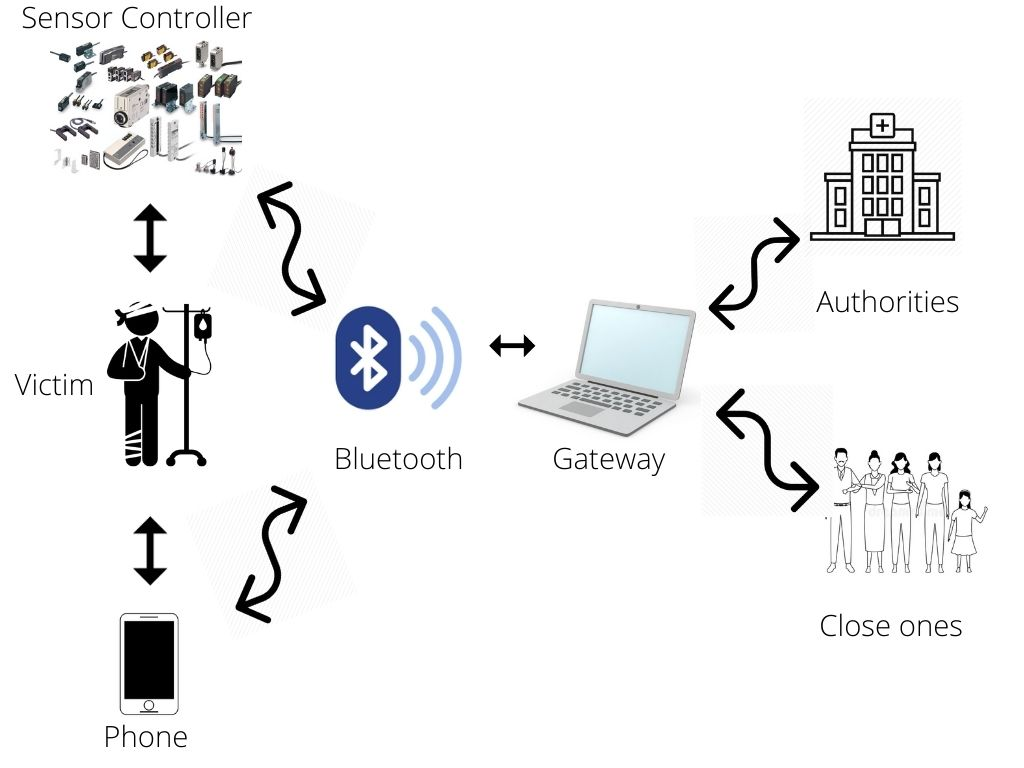 Sensor Controller
Authorities
Victim
Bluetooth
Gateway
Close ones
Phone